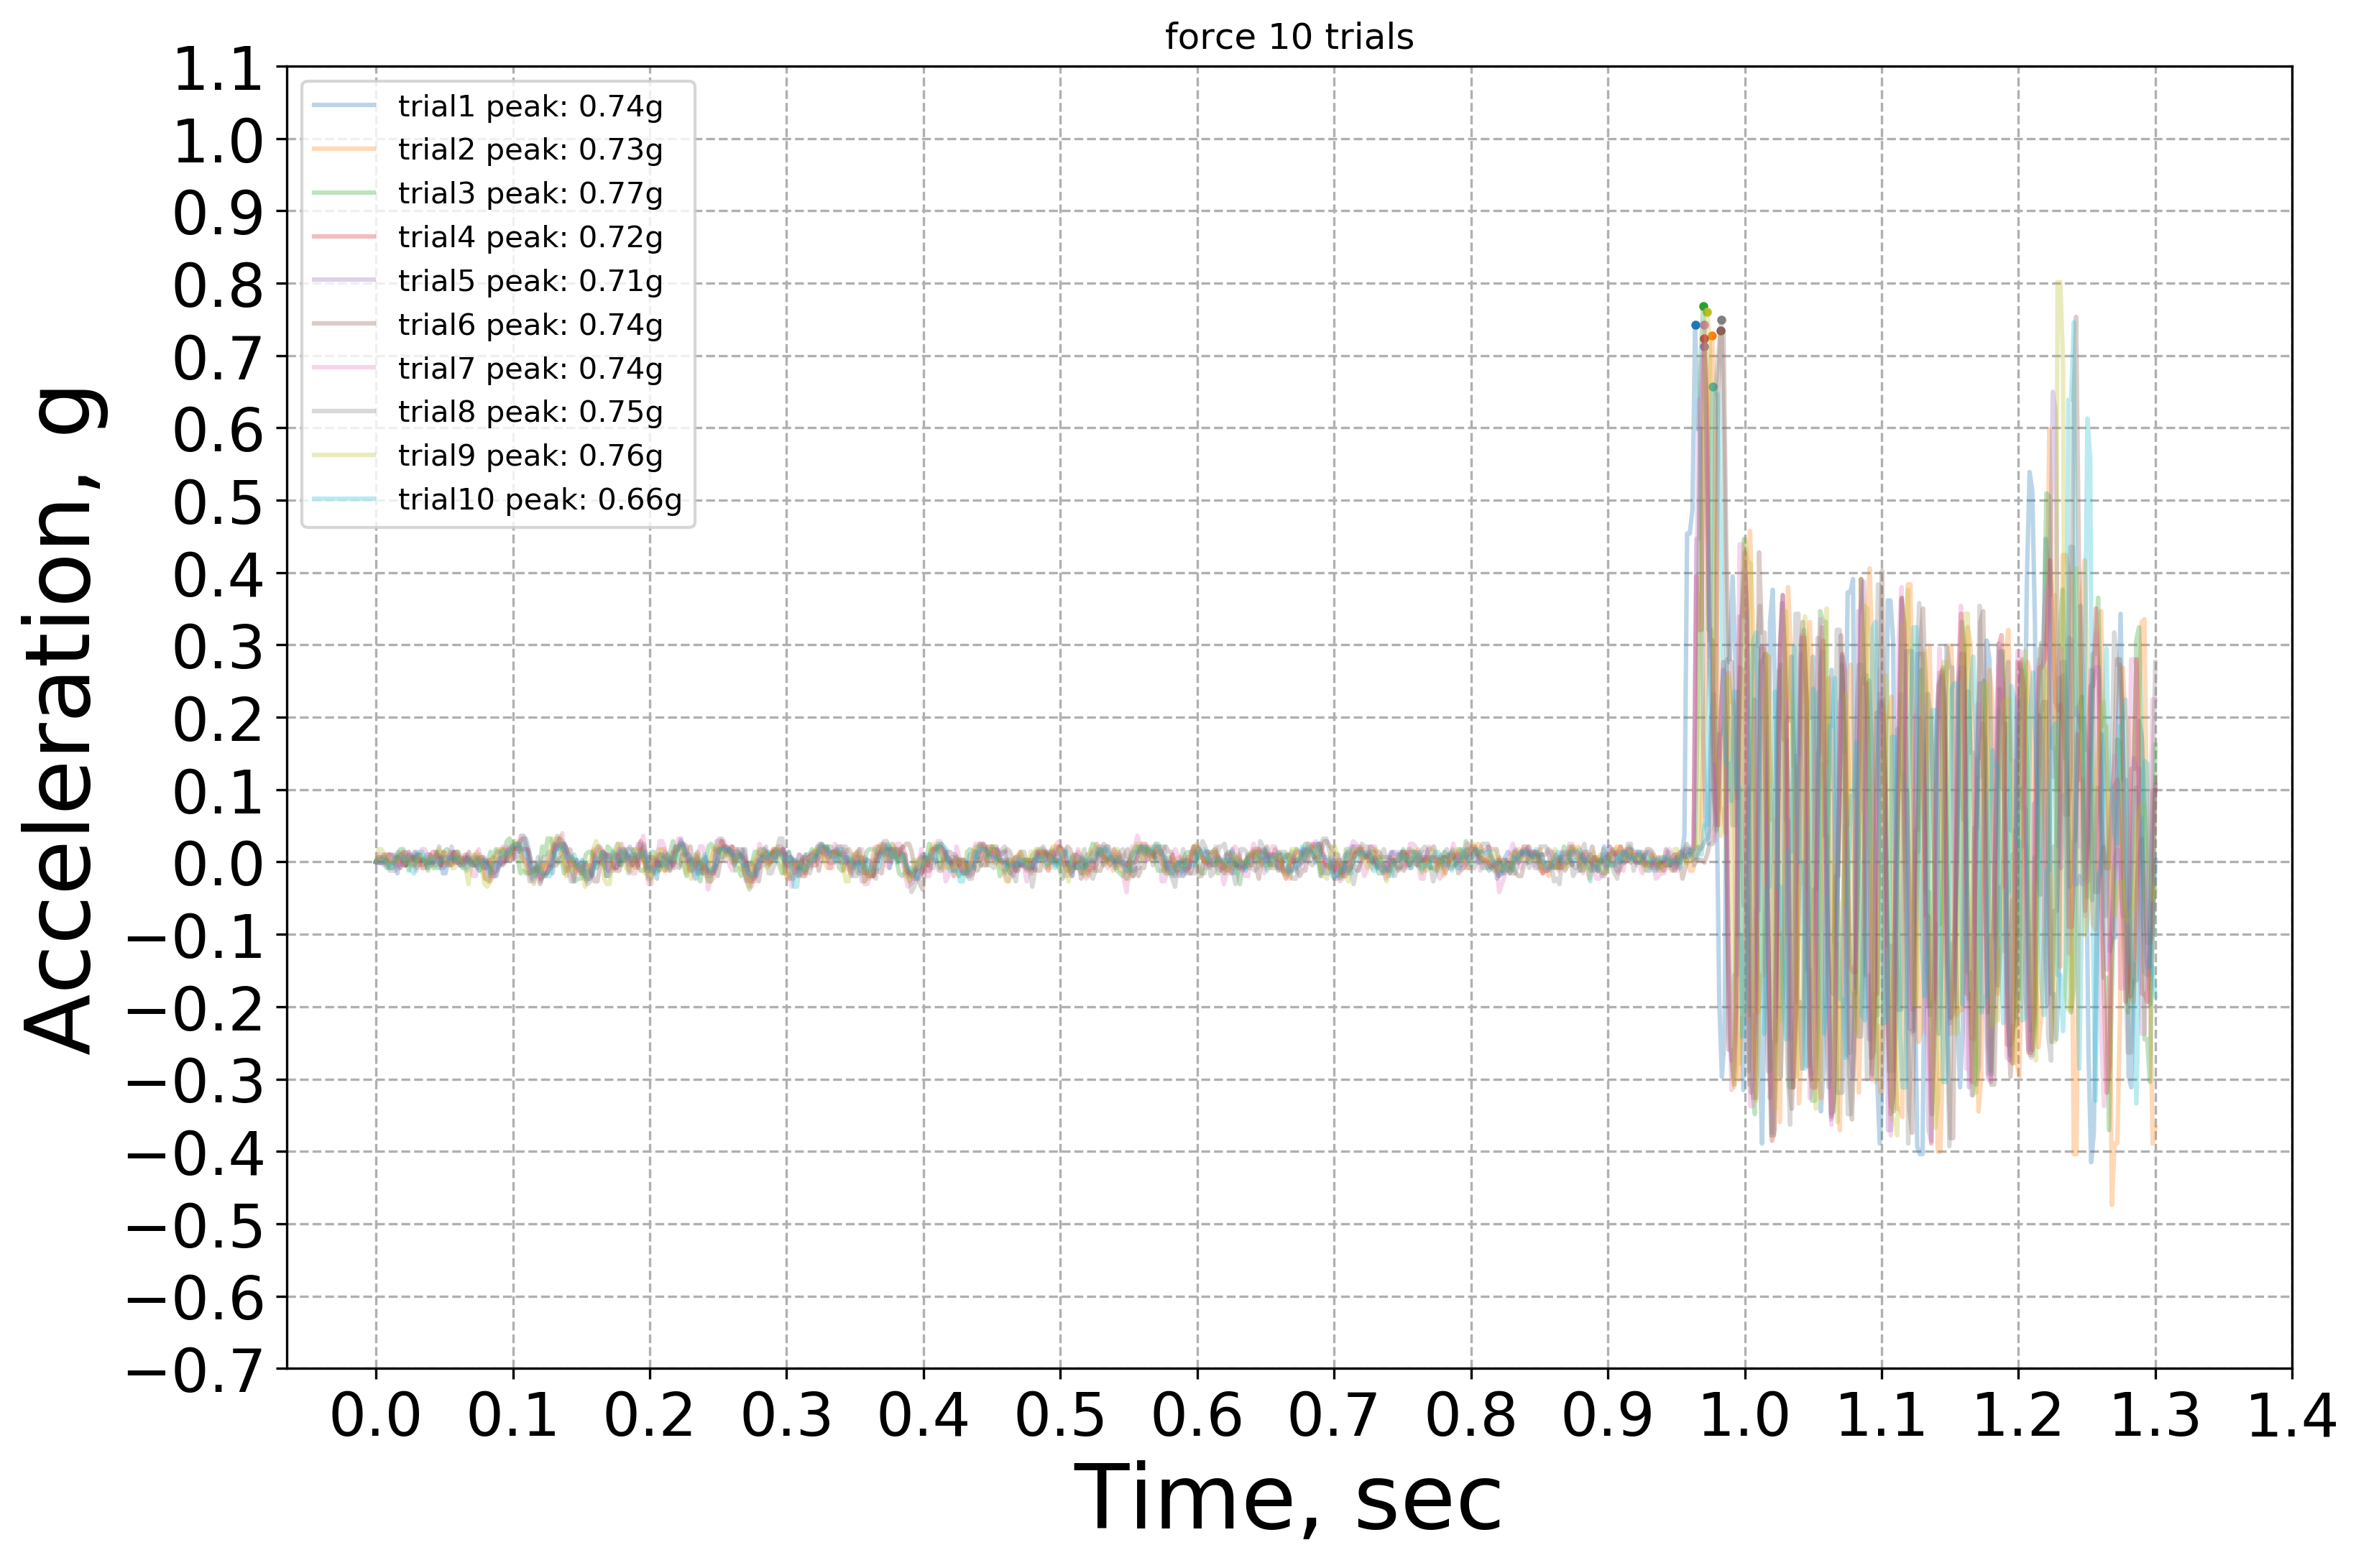 force 10 trials
1.1
1.0
0.9
0.8
0.7
0.6
0.5
0.4
0.3
0.2
0.1
0.0
−0.1
−0.2
−0.3
−0.4
−0.5
−0.6
−0.7
Acceleration, g
trial1 peak: 0.74g
trial2 peak: 0.73g
trial3 peak: 0.77g
trial4 peak: 0.72g
trial5 peak: 0.71g
trial6 peak: 0.74g
trial7 peak: 0.74g
trial8 peak: 0.75g
trial9 peak: 0.76g
trial10 peak: 0.66g
0.0 0.1 0.2 0.3 0.4 0.5 0.6 0.7 0.8 0.9 1.0 1.1 1.2 1.3 1.4
Time, sec